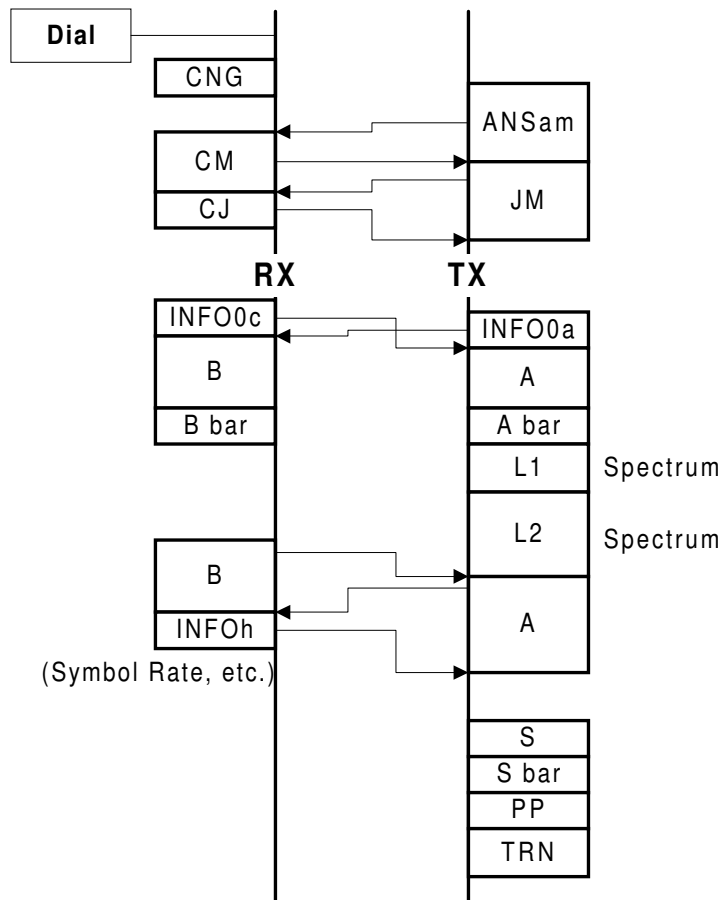 Dial
CNG
ANSam
CM
CJ
JM
RX
TX
INFO0c
INFO0a
B
A
B bar
A bar
L1
Spectrum
L2
Spectrum
B
A
INFOh
(Symbol Rate, etc.)
S
S bar
PP
TRN